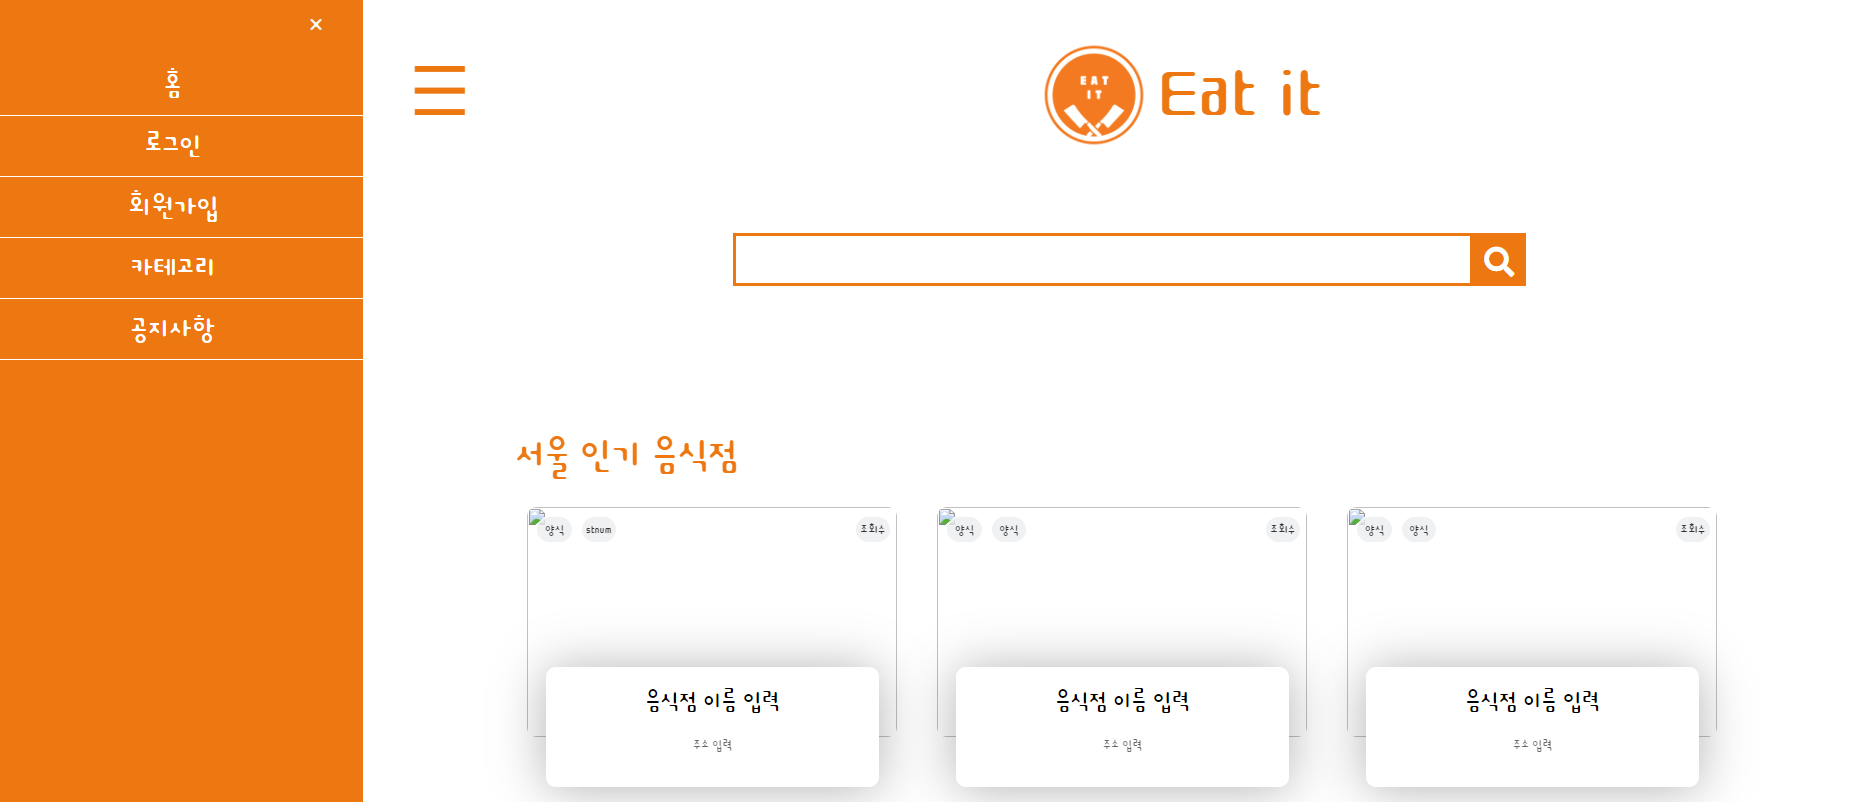 ×
홈
로그인
회원가입
카테고리
공지사항
EAT
IT
Eat it
서울 인기 음식점
양식 stnum 조회수
음식점 이름 입력
주소 입력
양식 양식 조회수
음식점 이름 입력
주소 입력
양식 양식 조회수
음식점 이름 입력
주소 입력